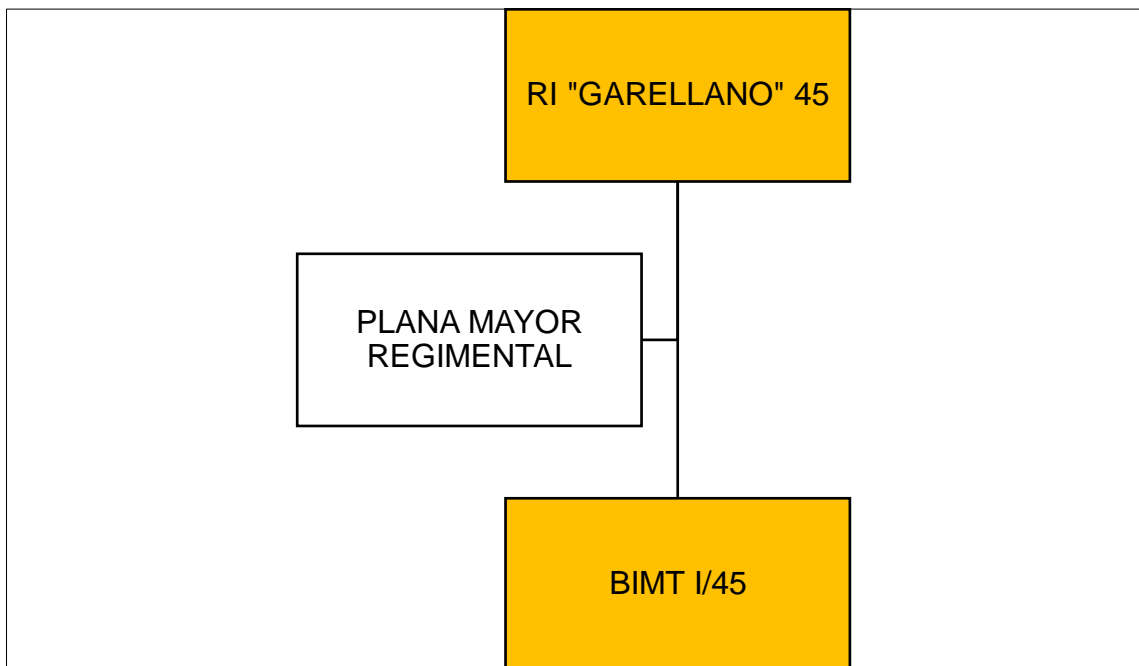 RI "GARELLANO" 45
PLANA MAYOR
REGIMENTAL
BIMT I/45